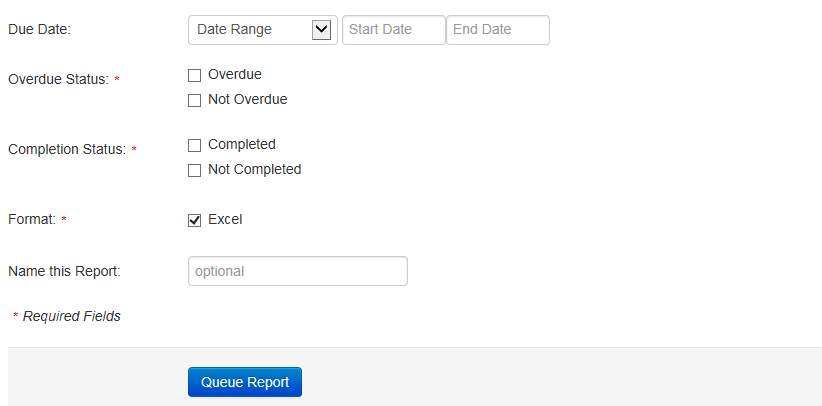 Due Date: Date Range Start Date End Date
Overdue Status: * Overdue
Not Overdue
Completion Status: * Completed
Not Completed
Format: * Excel
Name this Report: optional
* Required Fields
Queue Report